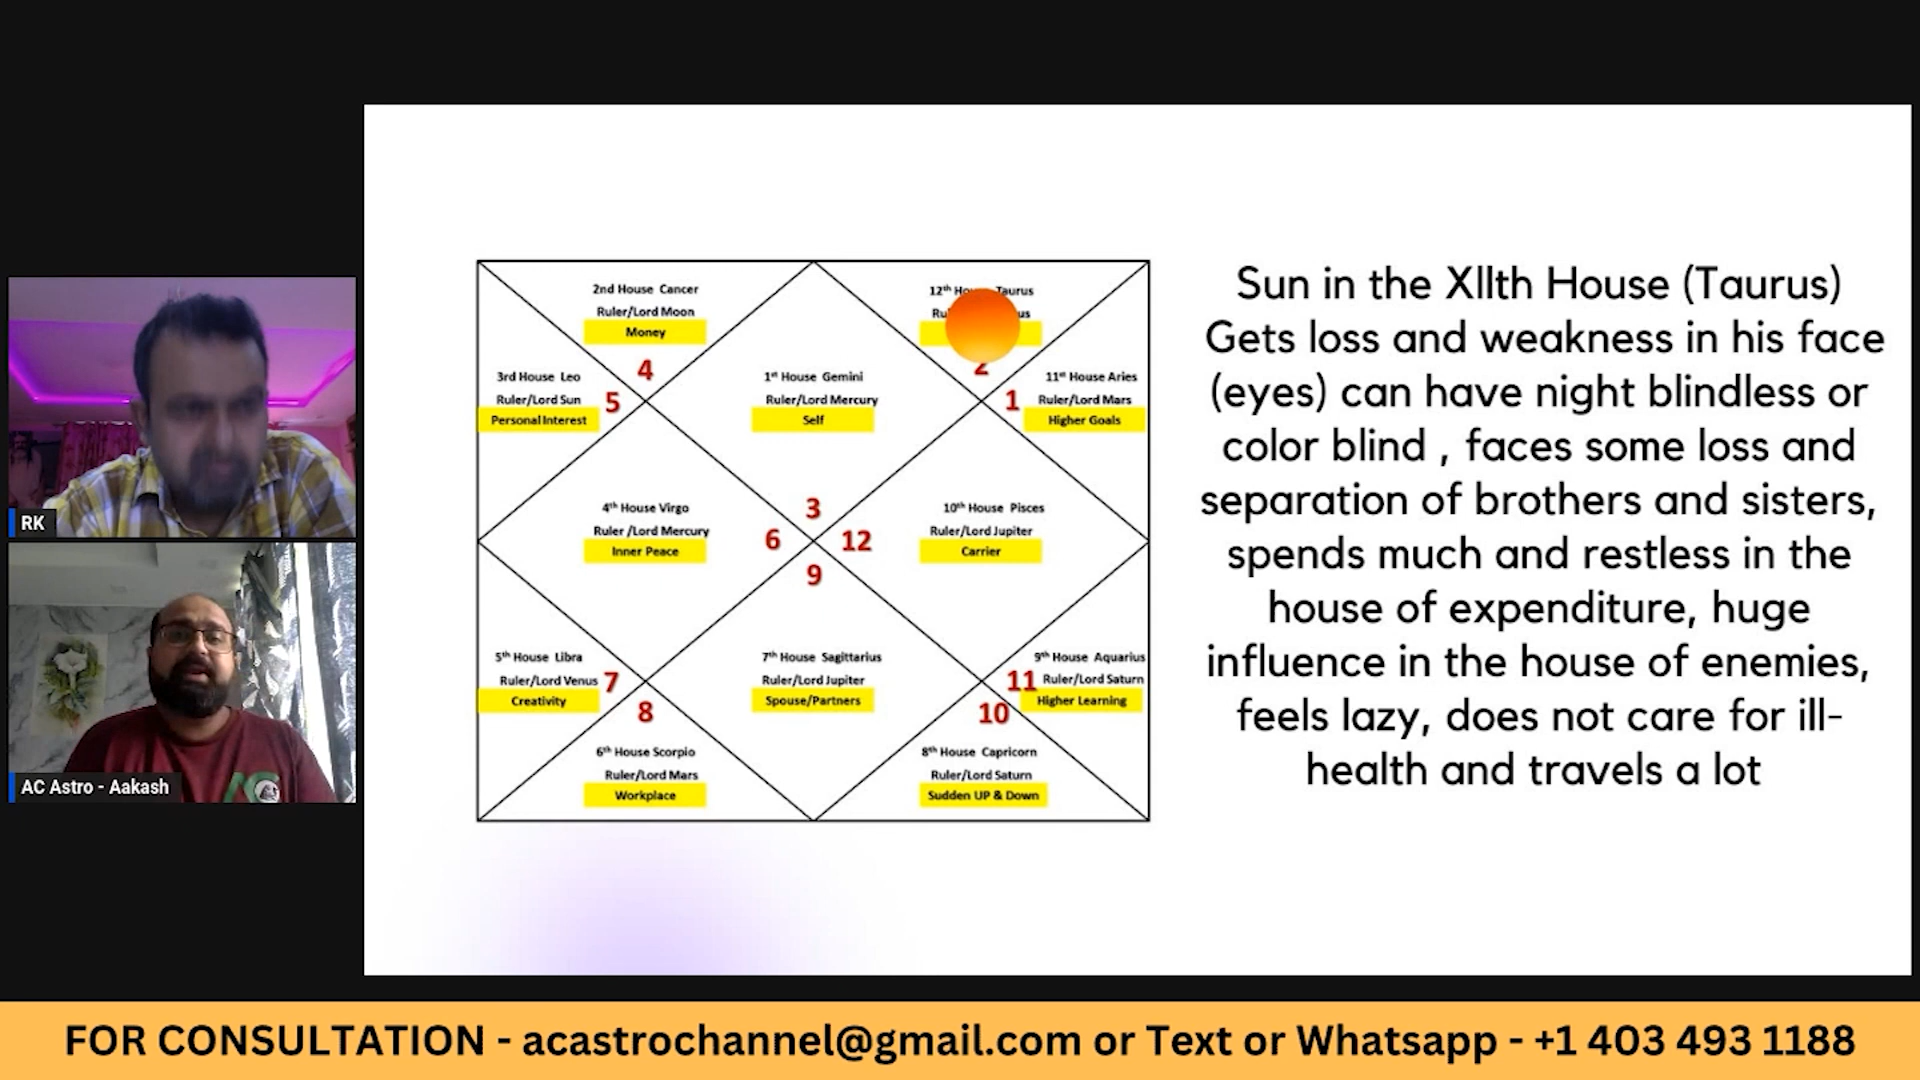 RK
AC Astro - Aakash
2nd House Cancer
Ruler/Lord Moon
Money
4
3rd House Leo
Ruler/Lord Sun
Personal Interest
5
1st House Gemini
Ruler/Lord Mercury
Self
12th Taurus
2
11st House Aries
Ruler/Lord Mars
Higher Goals
1
4th House Virgo
Ruler /Lord Mercury
Inner Peace
3
6
12
9
10th House Pisces
Ruler/Lord Jupiter
Carrier
5th House Libra
Ruler/Lord Venus
Creativity
7
8
6th House Scorpio
Ruler/Lord Mars
Workplace
7th House Sagittarius
Ruler/Lord Jupiter
Spouse/Partners
9th House Aquarius
Ruler/Lord Saturn
Higher Learning
11
10
8th House Capricorn
Ruler/Lord Saturn
Sudden UP & Down
Sun in the Xllth House (Taurus)
Gets loss and weakness in his face
(eyes) can have night blindless or
color blind , faces some loss and
separation of brothers and sisters,
spends much and restless in the
house of expenditure, huge
influence in the house of enemies,
feels lazy, does not care for ill-
health and travels a lot
FOR CONSULTATION - acastrochannel@gmail.com or Text or Whatsapp - +1 403 493 1188